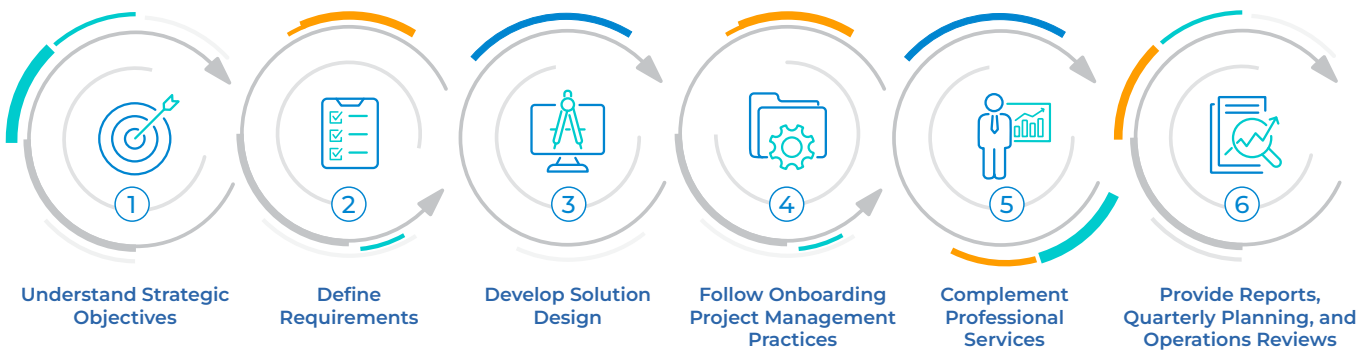 1
2
3
4
5
6
Understand Strategic
Objectives
Define
Requirements
Develop Solution
Design
Follow Onboarding
Project Management
Practices
Complement
Professional
Services
Provide Reports,
Quarterly Planning, and
Operations Reviews